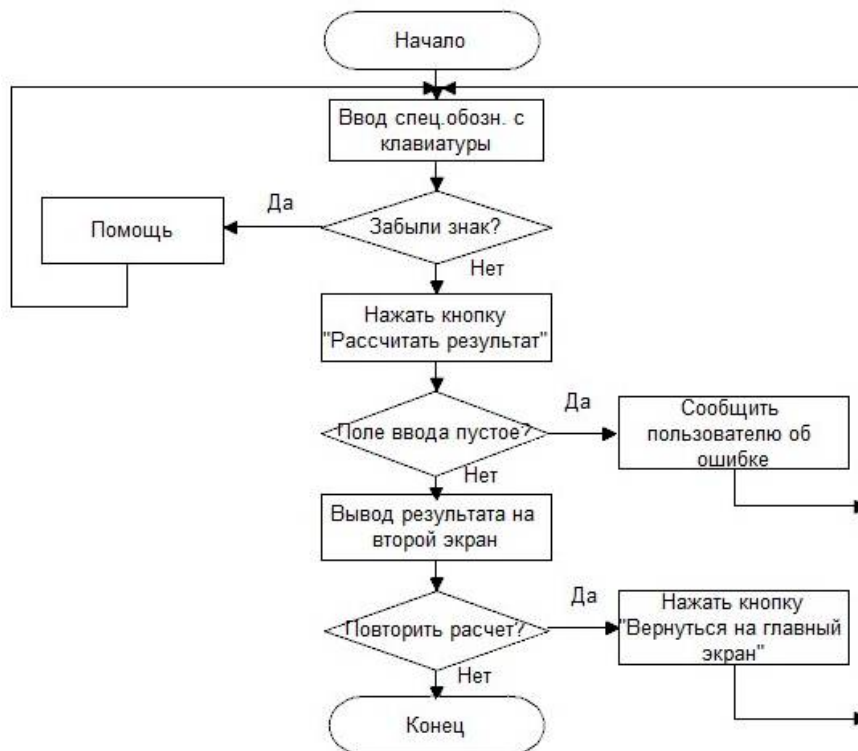 Начало
Ввод спец.обозн. с
клавиатуры
Да
Забыли знак?
Помощь
Нет
Нажать кнопку
"Рассчитать результат"
Поле ввода пустое?
Да
Сообщить
пользователю об
ошибке
Нет
Вывод результата на
второй экран
Повторить расчет?
Да
Нажать кнопку
"Вернуться на главный
экран"
Нет
Конец